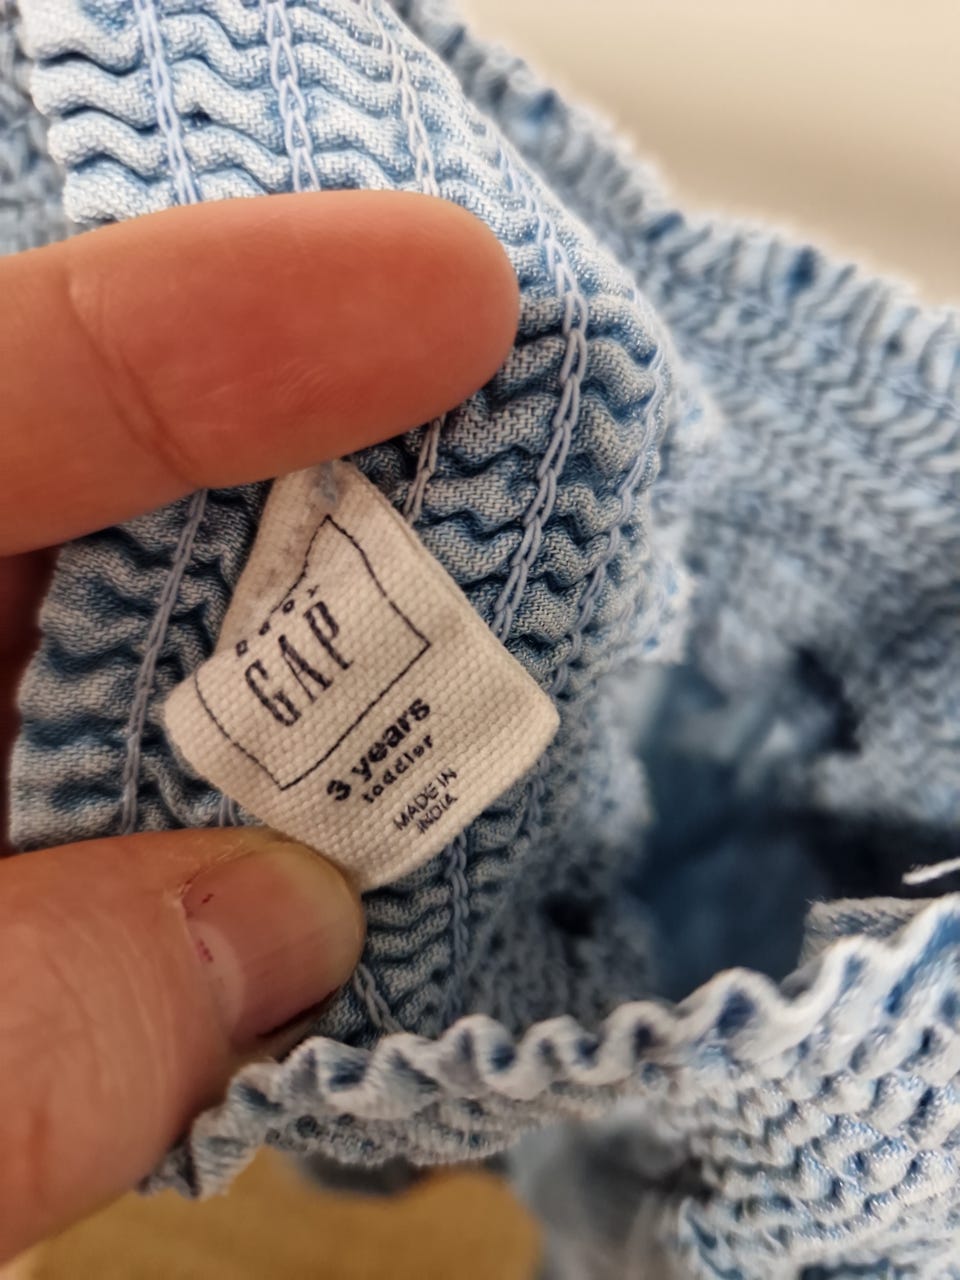 baby
GAP
3 years
toddler
MADE IN
INDIA